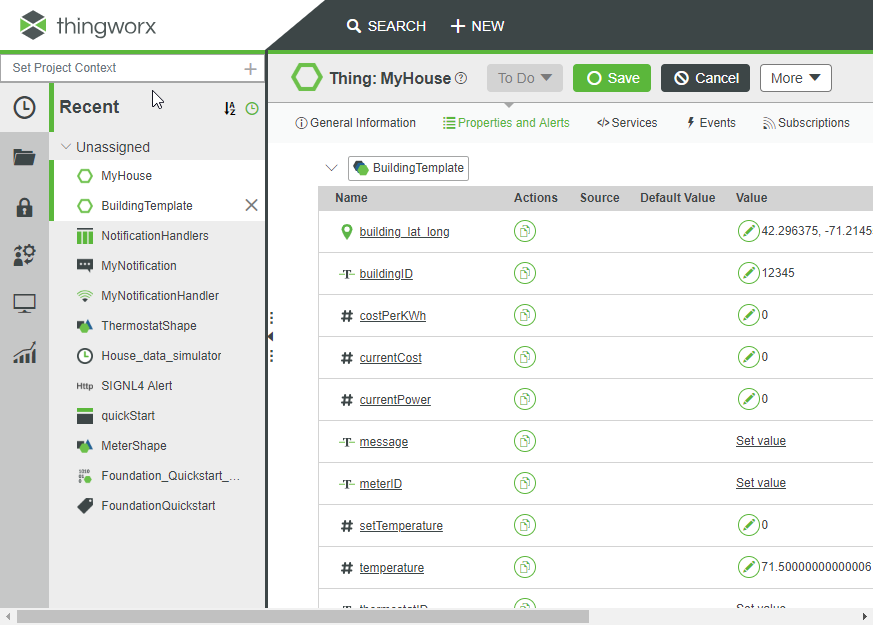 thingworx
SEARCH
NEW
Set Project Context
Recent
Unassigned
MyHouse
BuildingTemplate
NotificationHandlers
MyNotification
MyNotificationHandler
ThermostatShape
House_data_simulator
Http SIGNL4 Alert
quickStart
MeterShape
Foundation_Quickstart_...
FoundationQuickstart
Thing: MyHouse
To Do
Save
Cancel
More
General Information
Properties and Alerts
Services
Events
Subscriptions
BuildingTemplate
Name Actions Source Default Value Value
building_lat_long 42.296375, -71.2145
T buildingID 12345
# costPerKWh 0
# currentCost 0
# currentPower 0
T message Set value
T meterID Set value
# setTemperature 0
# temperature 71.50000000000006
T thermostatID Set value